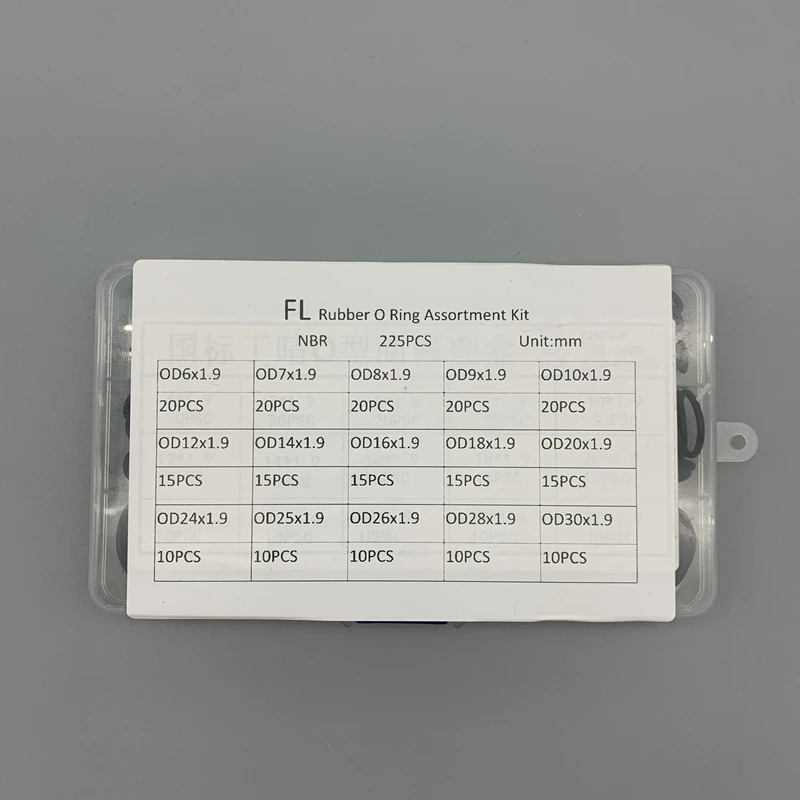 FL Rubber O Ring Assortment Kit
NBR 225PCS Unit:mm
OD6x1.9 OD7x1.9 OD8x1.9 OD9x1.9 OD10x1.9
20PCS 20PCS 20PCS 20PCS 20PCS
OD12x1.9 OD14x1.9 OD16x1.9 OD18x1.9 OD20x1.9
15PCS 15PCS 15PCS 15PCS 15PCS
OD24x1.9 OD25x1.9 OD26x1.9 OD28x1.9 OD30x1.9
10PCS 10PCS 10PCS 10PCS 10PCS